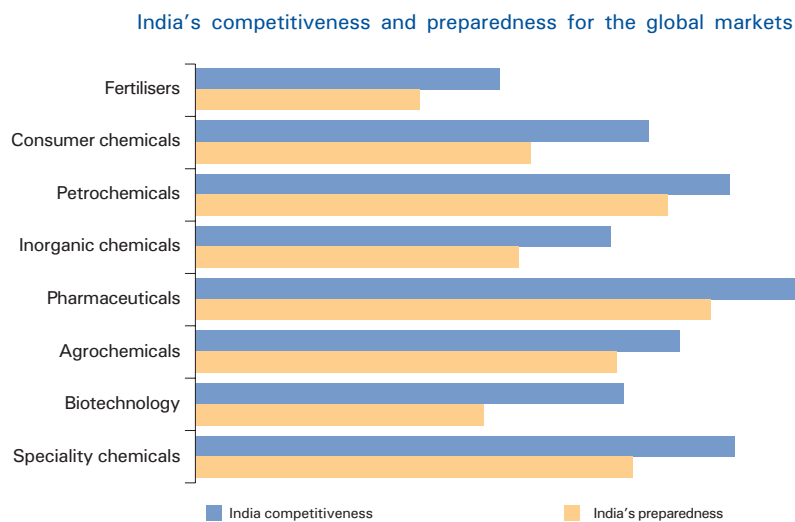 India's competitiveness and preparedness for the global markets
Fertilisers
Consumer chemicals
Petrochemicals
Inorganic chemicals
Pharmaceuticals
Agrochemicals
Biotechnology
Speciality chemicals
India competitiveness
India's preparedness